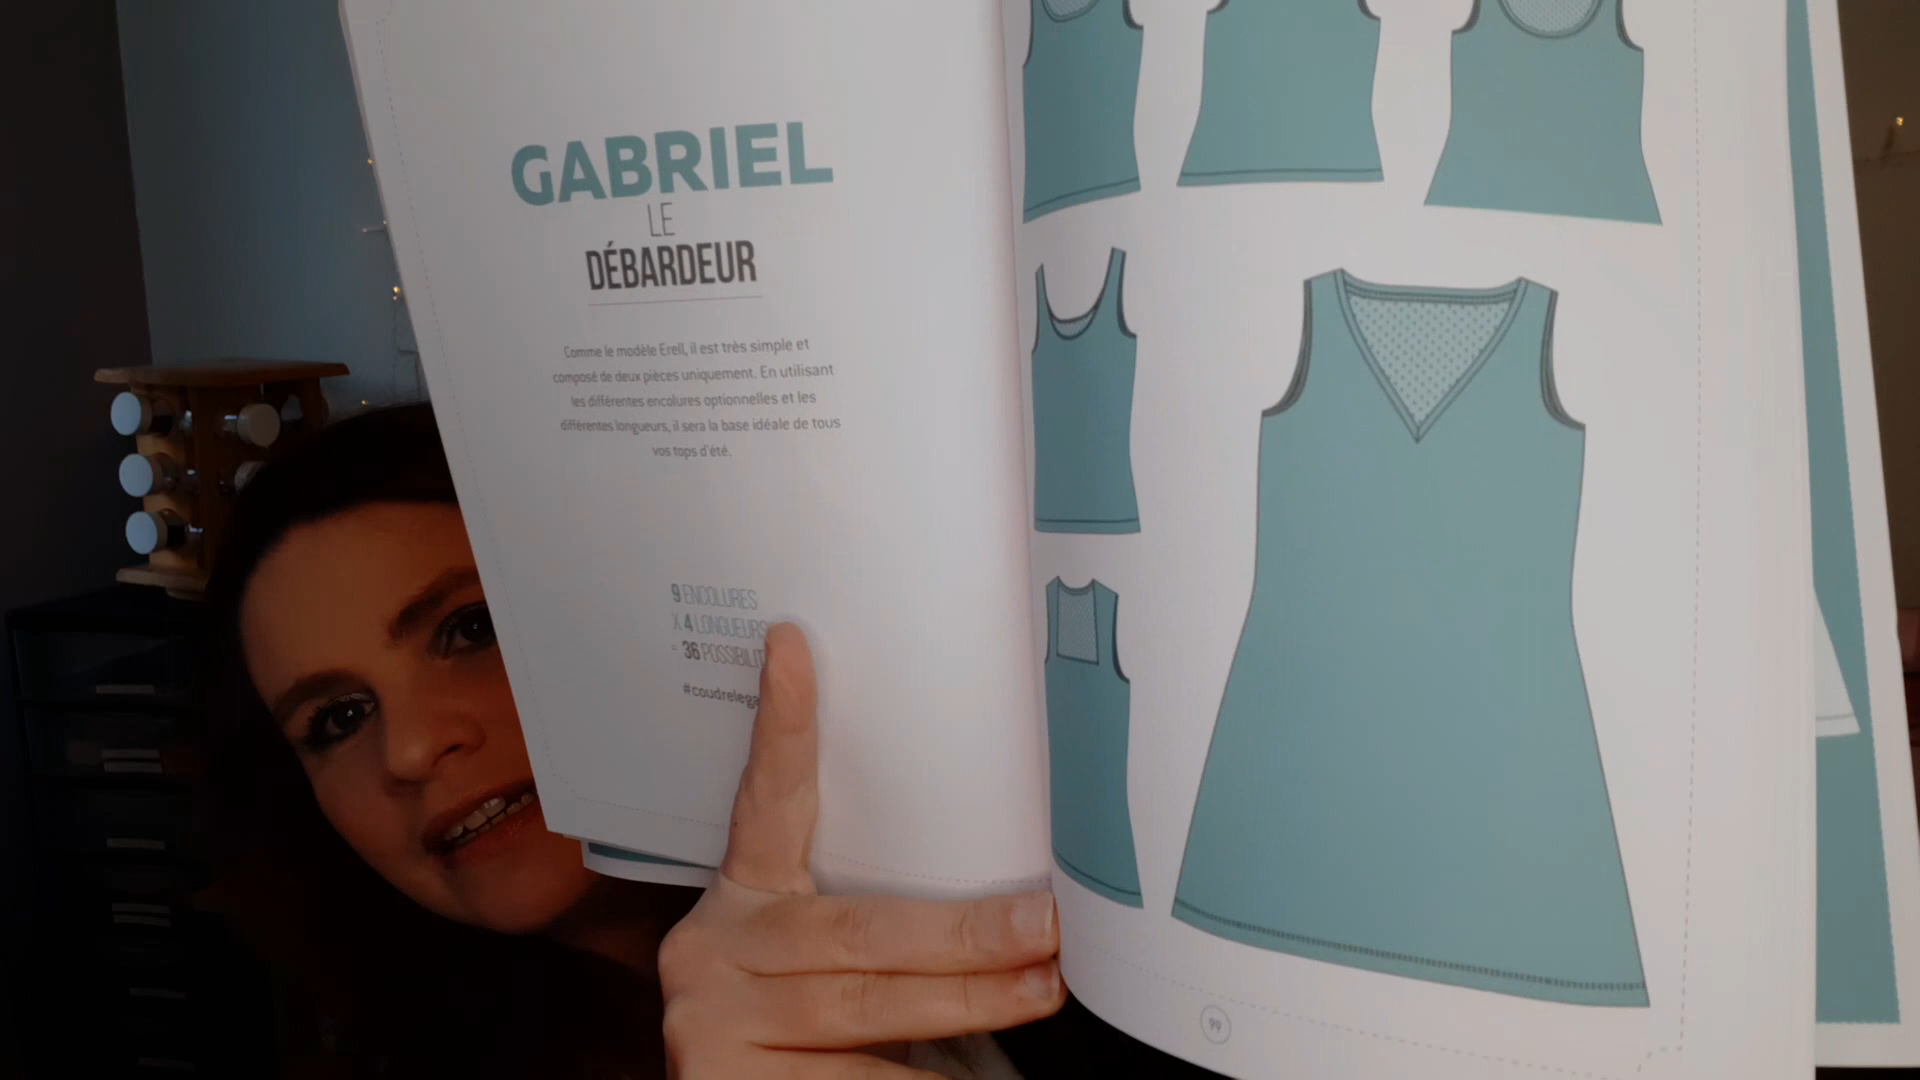 GABRIEL
LE
DÉBARDEUR
Comme le modèle Erell, il est très simple et
composé de deux pièces uniquement. En utilisant
les différentes encolures optionnelles et les
différentes longueurs, il sera la base idéale de tous
vos tops d'été.
9 ENCOLURES
X 4 LONGUEURS
= 36 POSSIBILIT
#coudrelega
99